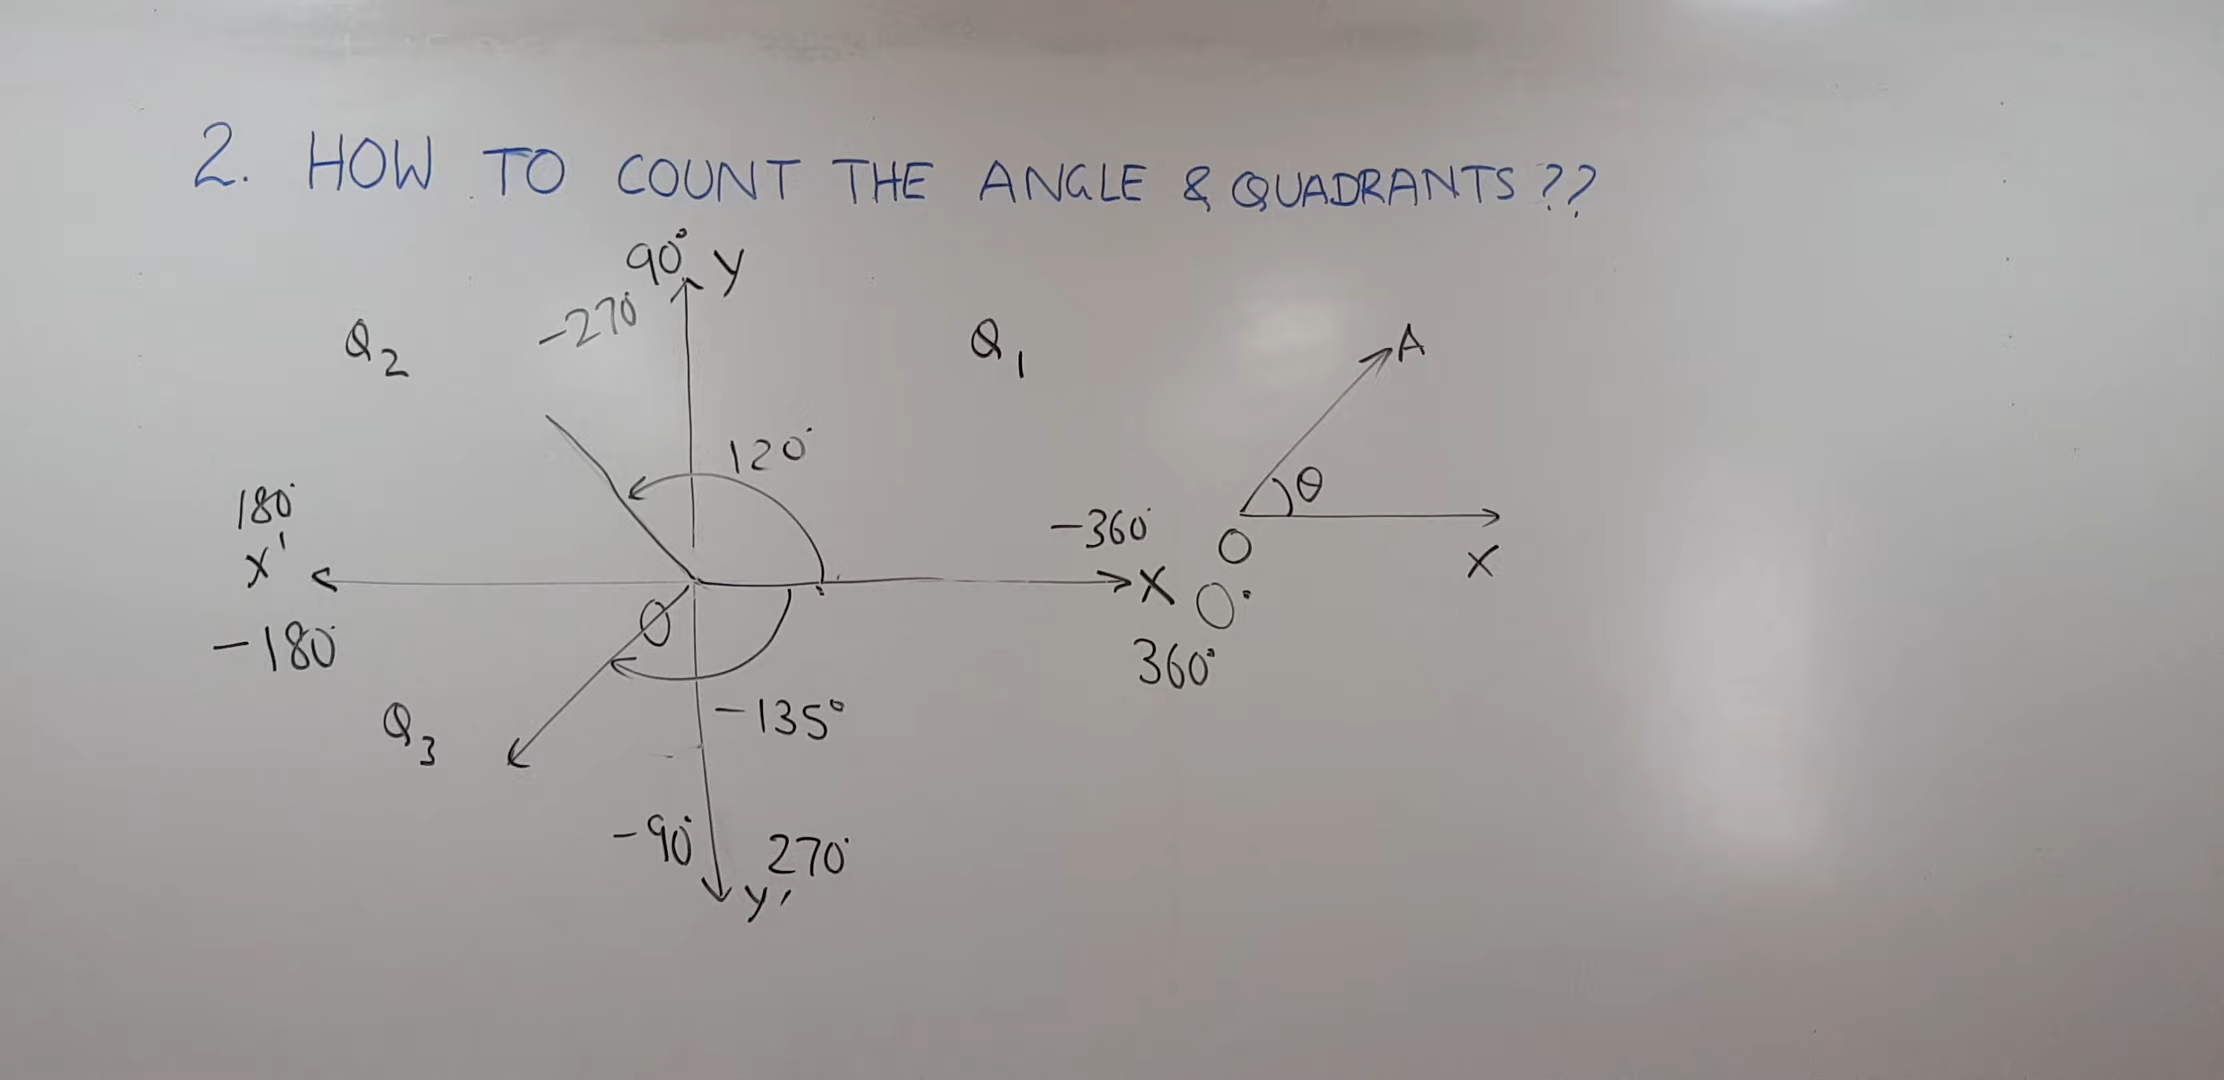 2. HOW TO COUNT THE ANGLE & QUADRANTS ??
90° Y
-270°
Q2
Q1
A
120°
θ
180°
-360°
O
X'
X
0°
X
O
-180°
360°
Q3
-135°
-90°
270°
Y'